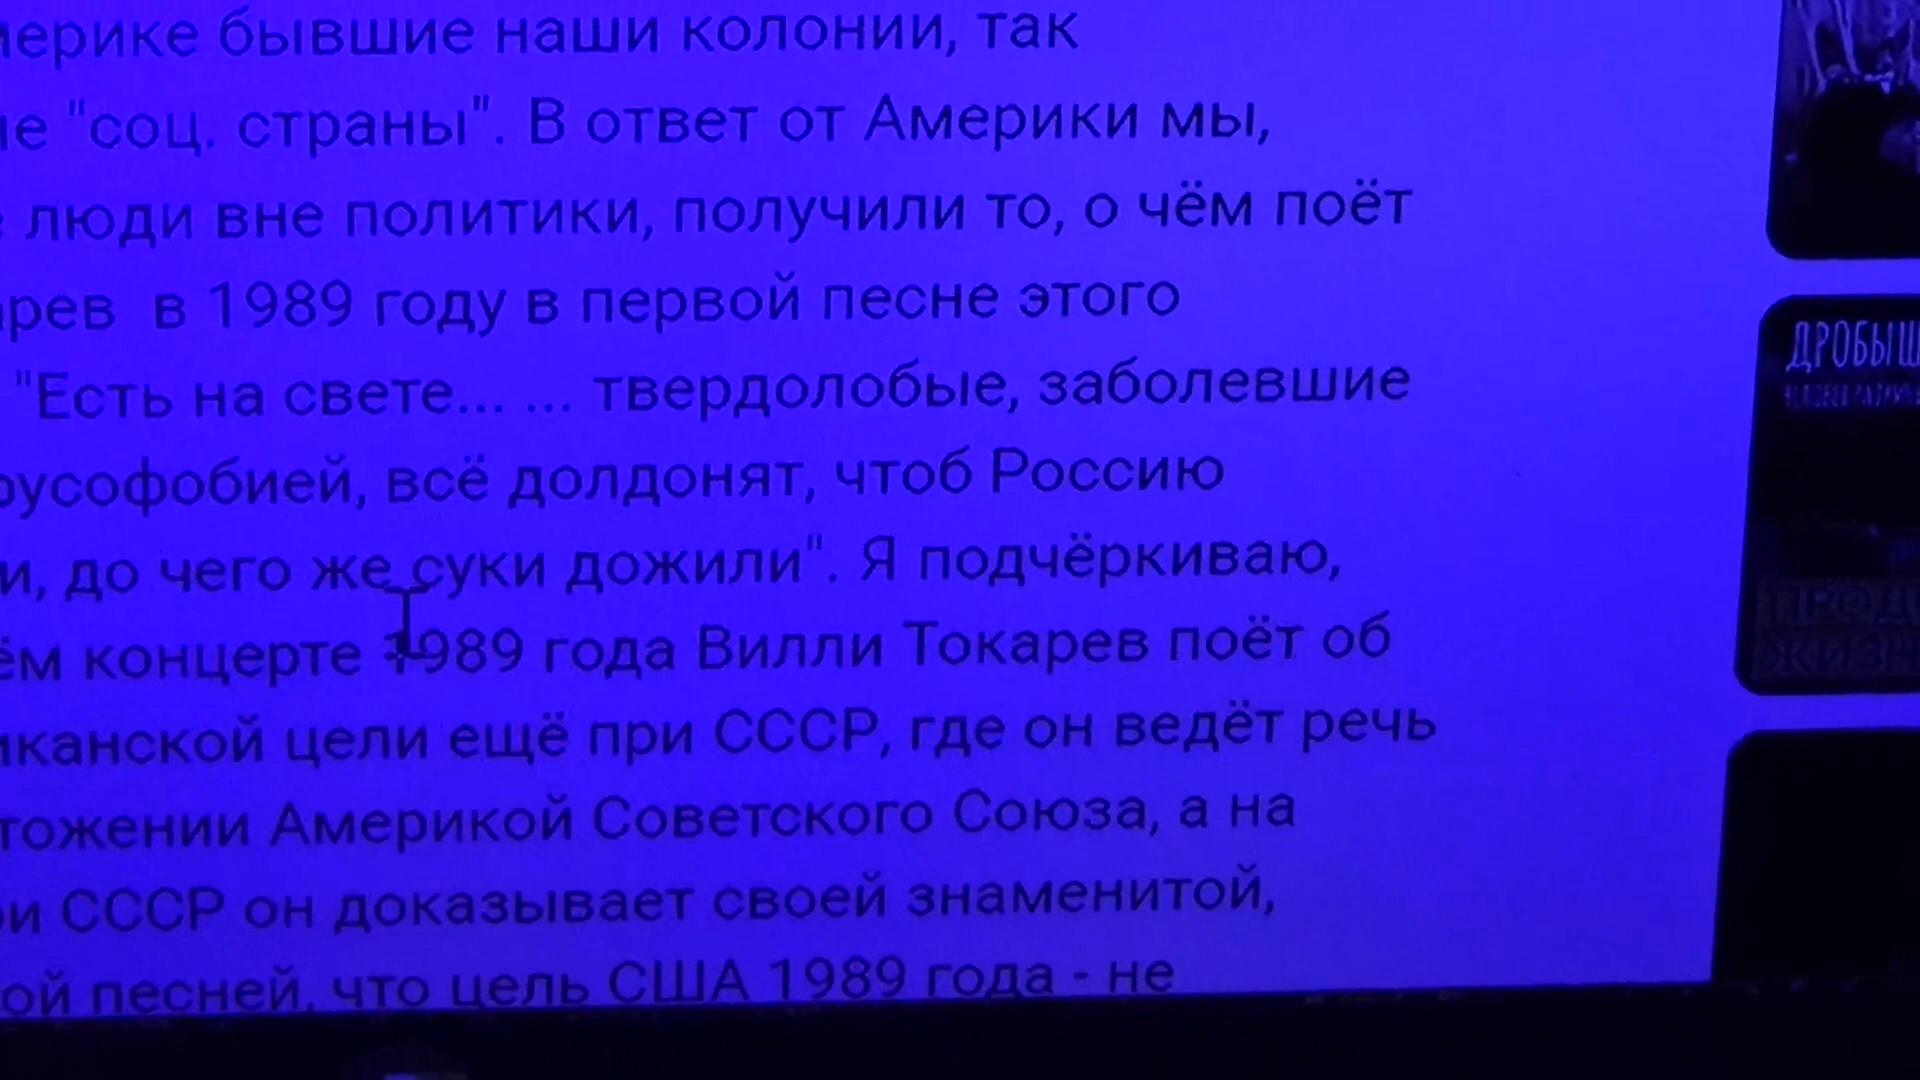 мерике бывшие наши колонии, так
ые "соц. страны". В ответ от Америки мы,
е люди вне политики, получили то, о чём поёт
арев в 1989 году в первой песне этого
"Есть на свете... ... твердолобые, заболевшие
русофобией, всё долдонят, чтоб Россию
и, до чего же суки дожили". Я подчёркиваю,
ём концерте 1989 года Вилли Токарев поёт об
иканской цели ещё при СССР, где он ведёт речь
тожении Америкой Советского Союза, а на
ри СССР он доказывает своей знаменитой,
ой песней, что цель США 1989 года - не
ДРОБЫШ
ПРОД
ЖИЗН